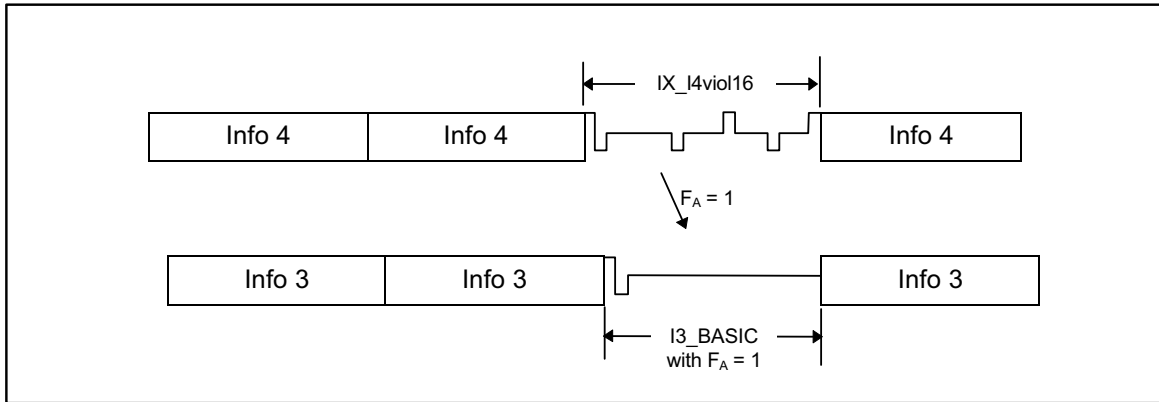 IX_I4viol16
Info 4 Info 4 Info 4
F_A = 1
Info 3 Info 3 Info 3
I3_BASIC
with F_A = 1